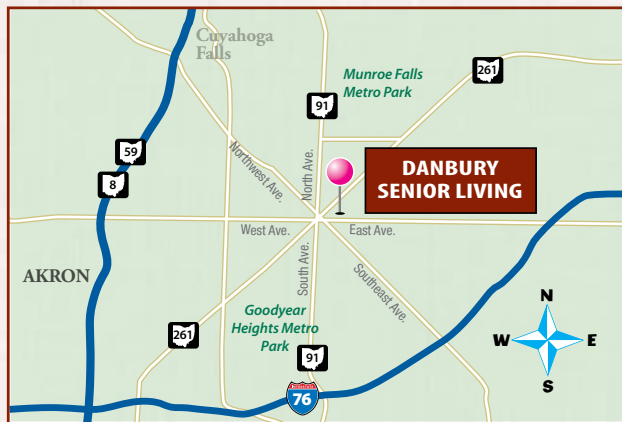 Cuyahoga
Falls
Munroe Falls
Metro Park
261
91
59
8
Northwest Ave.
North Ave.
DANBURY
SENIOR LIVING
West Ave.
East Ave.
AKRON
South Ave.
Southeast Ave.
Goodyear
Heights Metro
Park
261
91
76
N
W
E
S